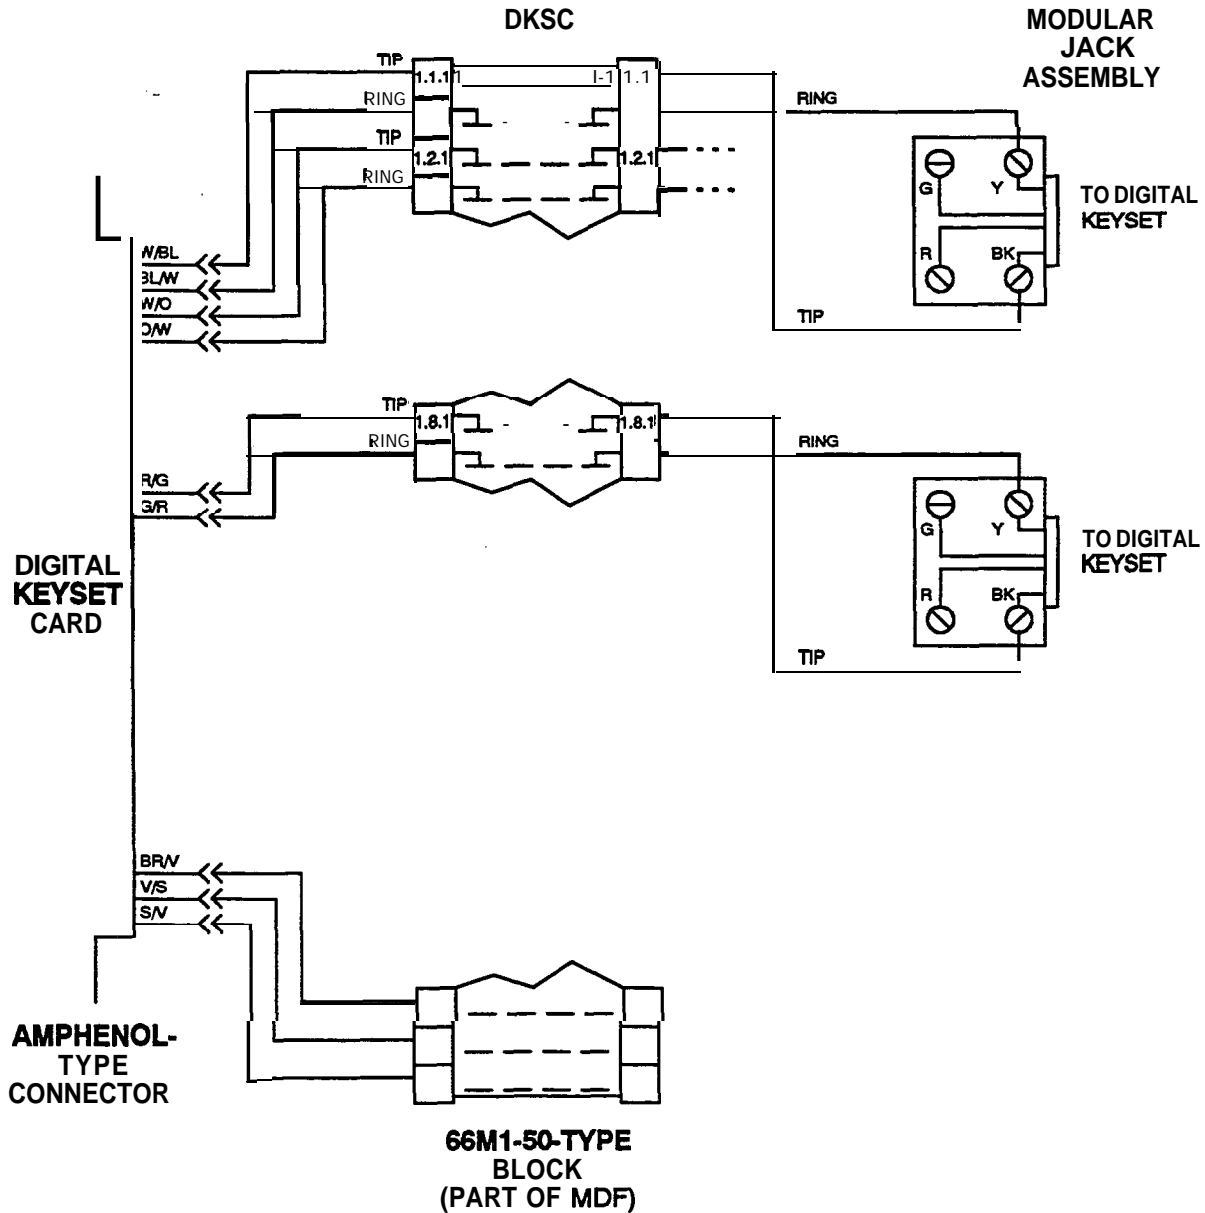 DKSC
MODULAR
JACK
ASSEMBLY
TIP
1.1.1 1
I-1 1.1
RING
RING
TIP
1.2.1
1.2.1
RING
G
Y
TO DIGITAL
KEYSET
R
BK
W/BL
BL/W
W/O
O/W
TIP
TIP
1.8.1
1.8.1
RING
RING
R/G
G/R
G
Y
TO DIGITAL
KEYSET
R
BK
TIP
DIGITAL
KEYSET
CARD
BR/V
V/S
S/V
AMPHENOL-
TYPE
CONNECTOR
66M1-50-TYPE
BLOCK
(PART OF MDF)